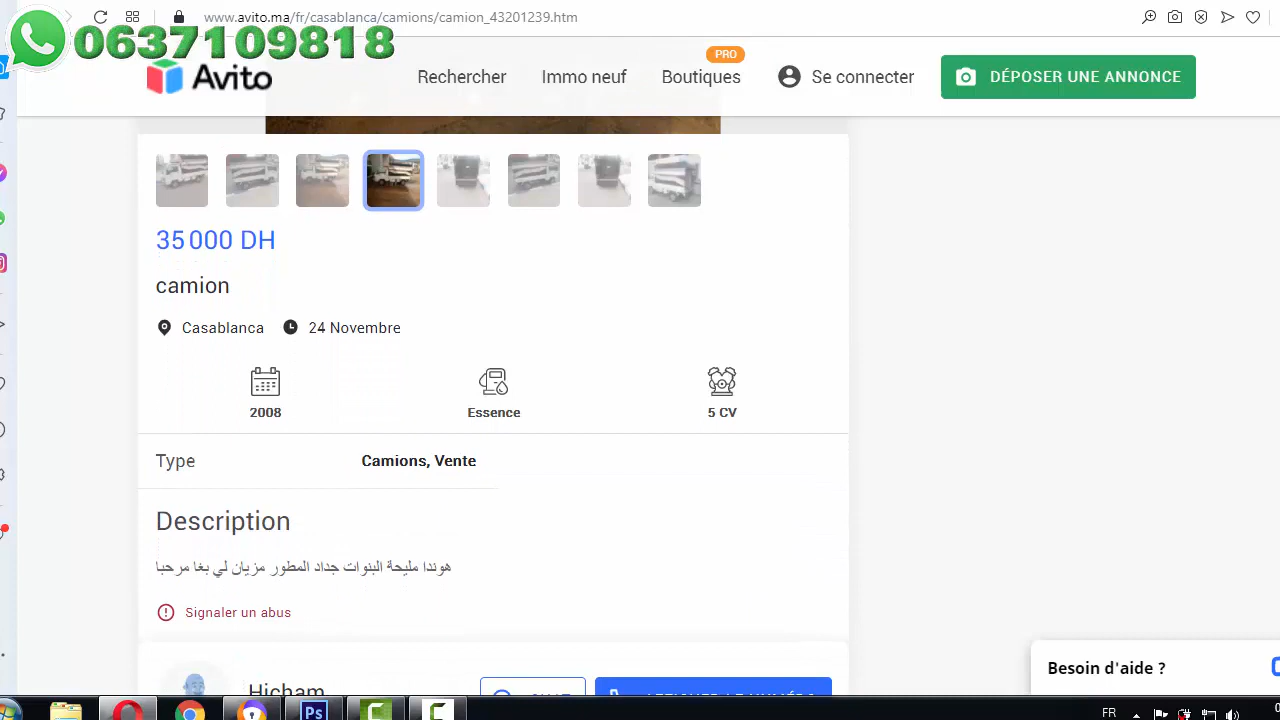 www.avito.ma/fr/casablanca/camions/camion_43201239.htm
0637109818
Avito
Rechercher
Immo neuf
PRO
Boutiques
Se connecter
DÉPOSER UNE ANNONCE
35 000 DH
camion
Casablanca
24 Novembre
2008
Essence
5 CV
Type
Camions, Vente
Description
هوندا مليحة البنوات جداد المطور مزيان لي بغا مرحبا
Signaler un abus
Hicham
Besoin d'aide ?
Ps
FR